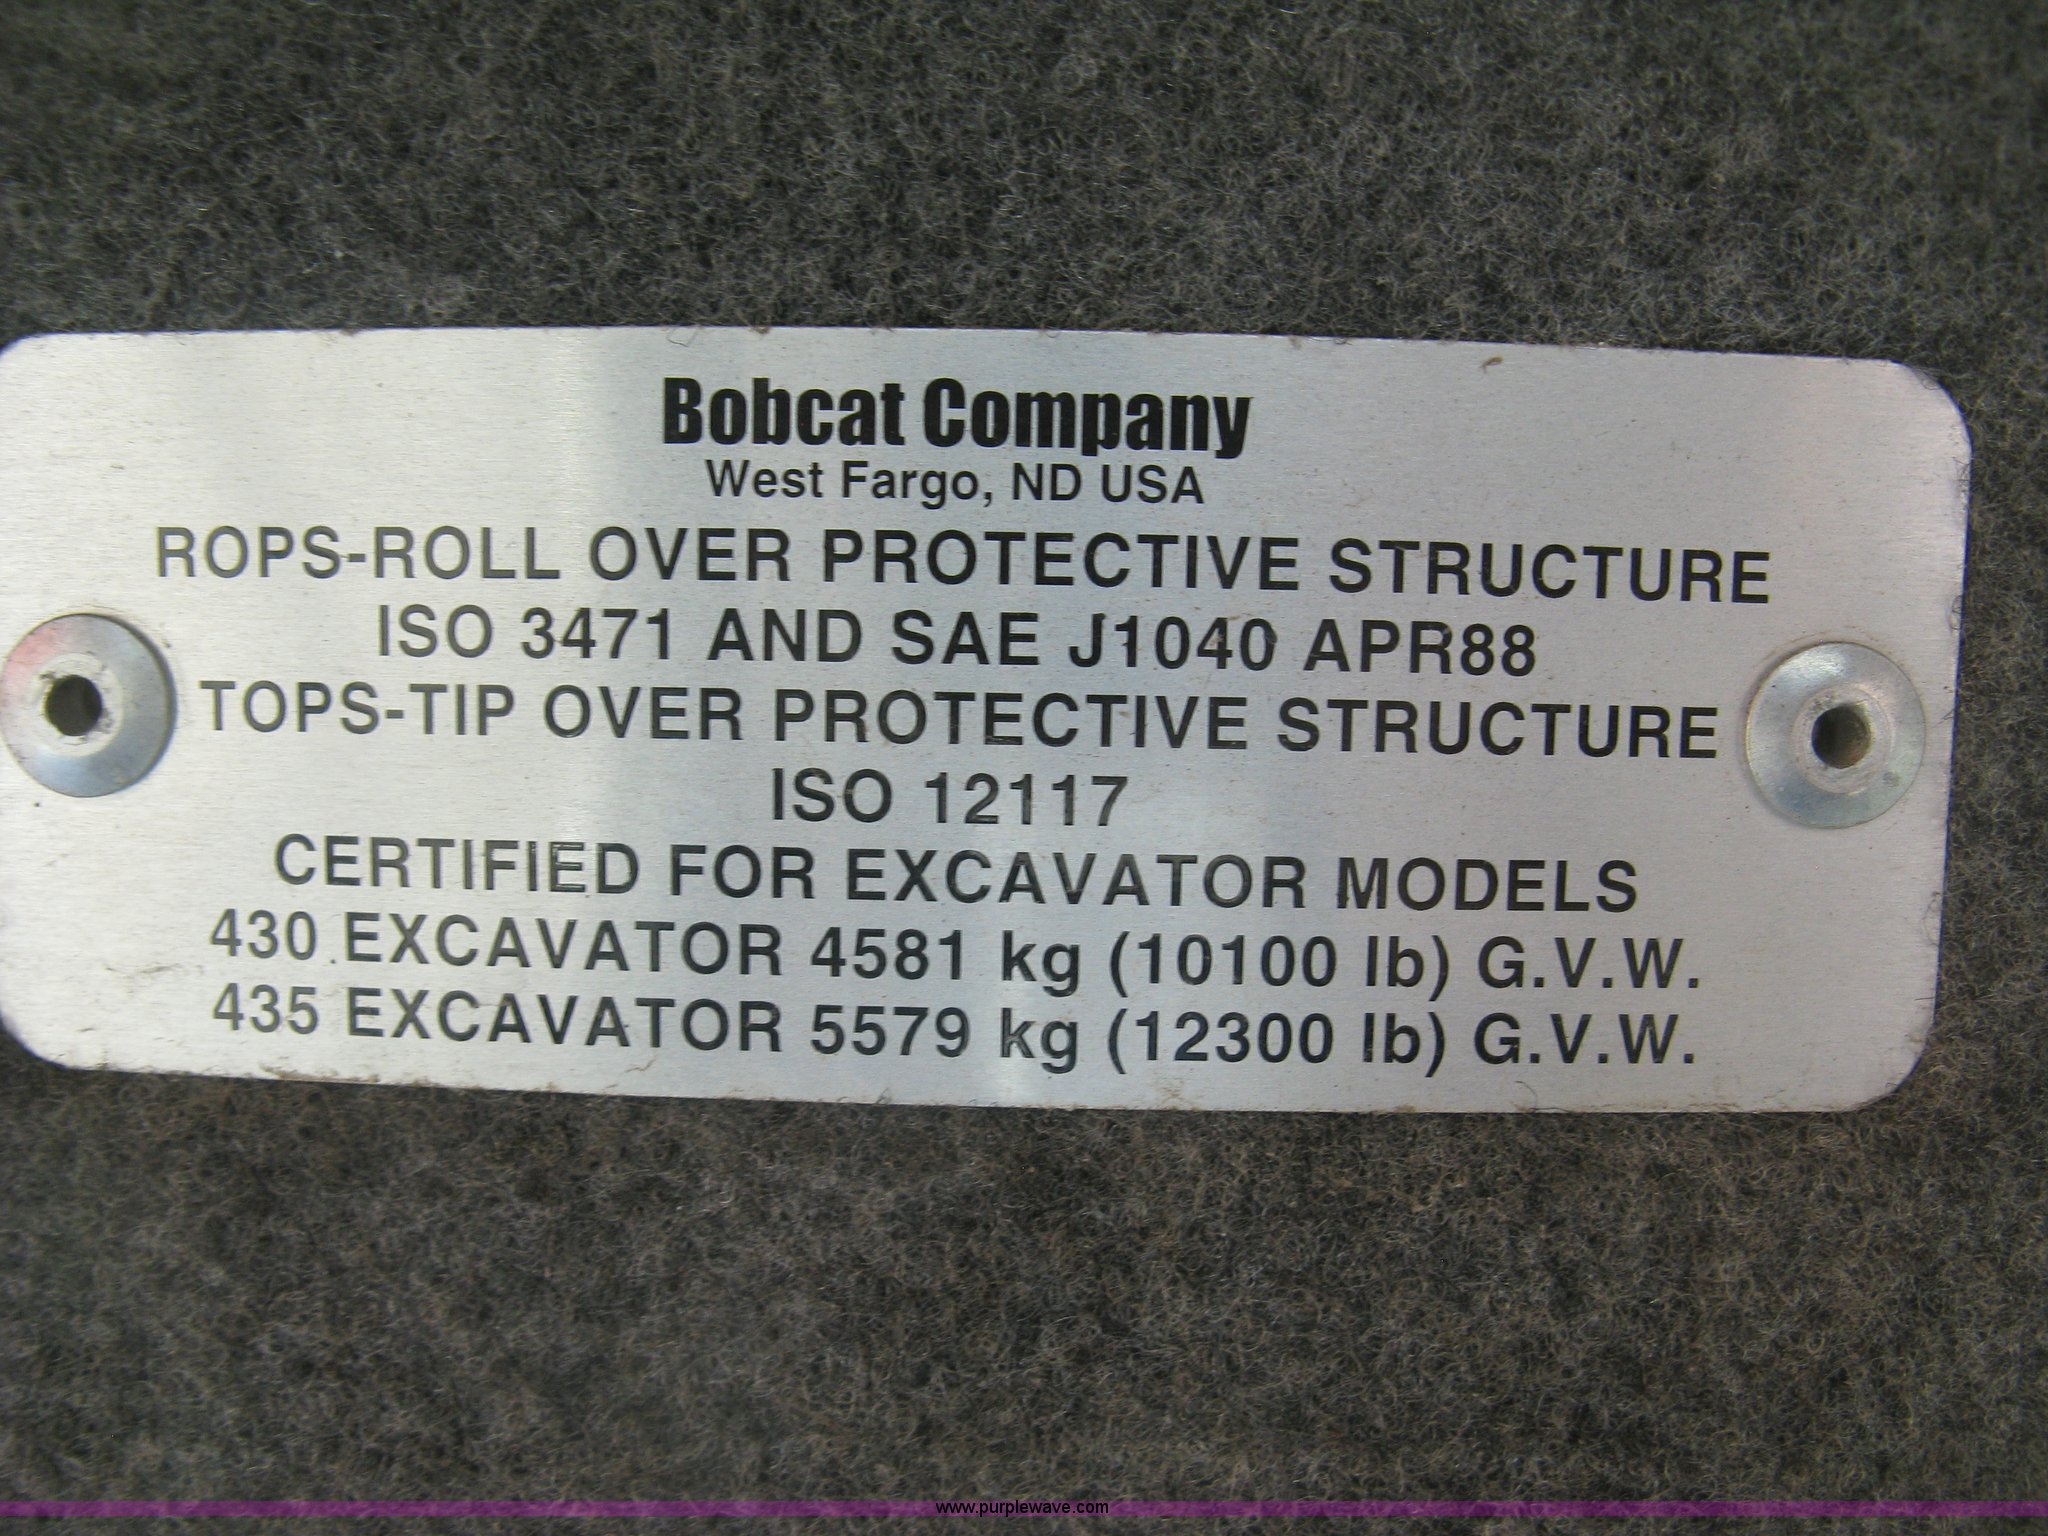 Bobcat Company
West Fargo, ND USA
ROPS-ROLL OVER PROTECTIVE STRUCTURE
ISO 3471 AND SAE J1040 APR88
TOPS-TIP OVER PROTECTIVE STRUCTURE
ISO 12117
CERTIFIED FOR EXCAVATOR MODELS
430 EXCAVATOR 4581 kg (10100 lb) G.V.W.
435 EXCAVATOR 5579 kg (12300 lb) G.V.W.
www.purplewave.com